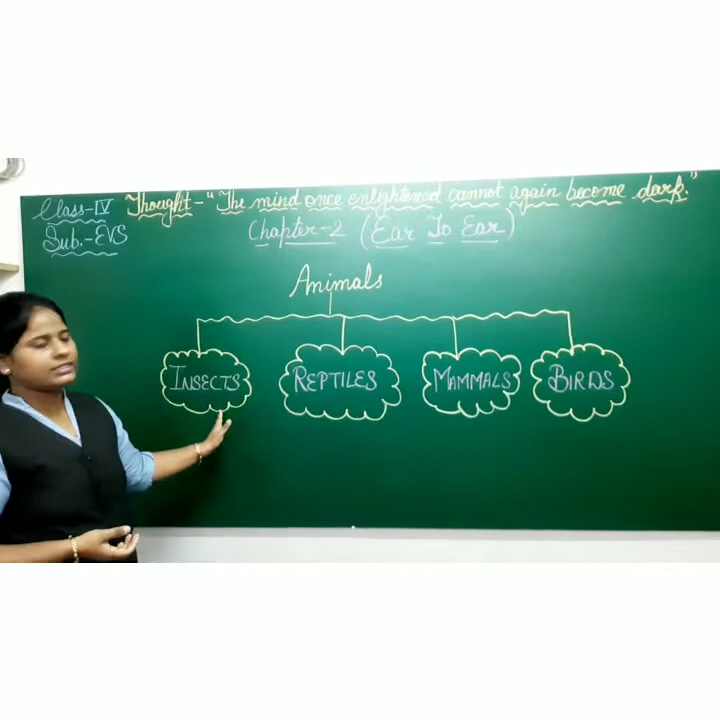 Class-IV Thought-"The mind once enlightened cannot again become dark."
Sub.-EVS Chapter-2 (Ear To Ear)
Animals
INSECTS REPTILES MAMMALS BIRDS